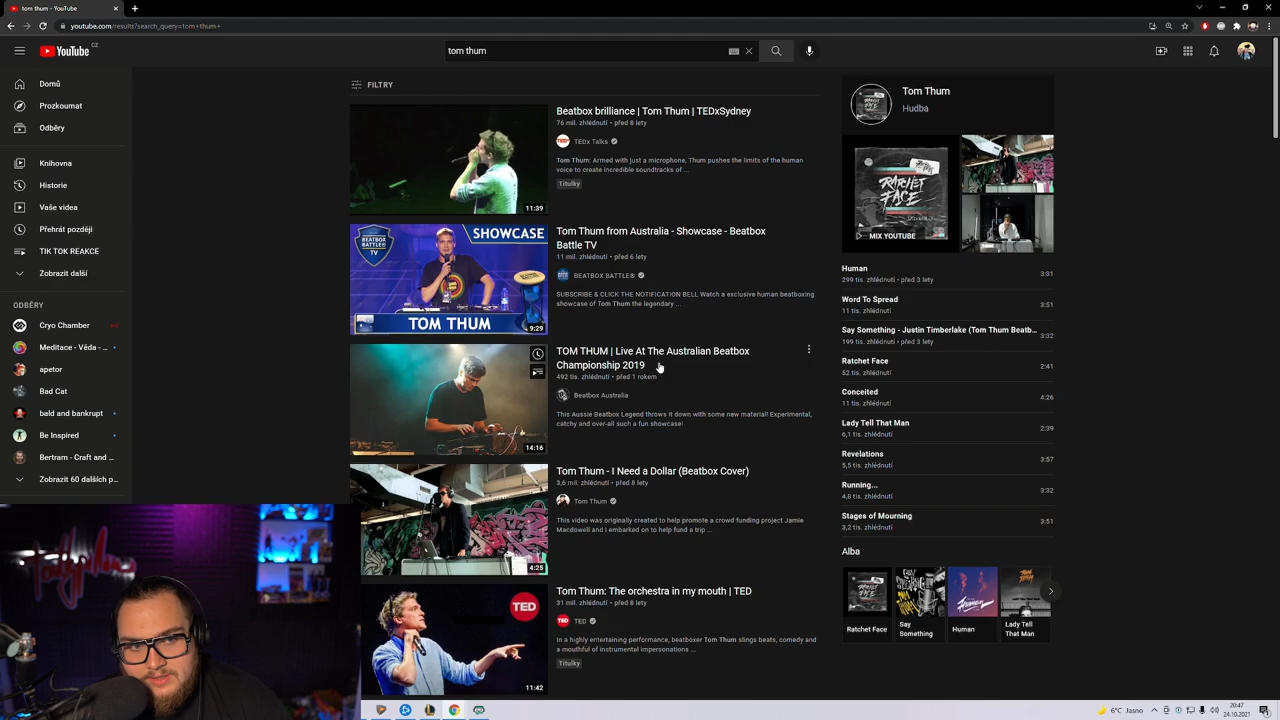 tom thum - YouTube
youtube.com/results?search_query=tom+thum+
YouTube CZ
tom thum
Domů
Prozkoumat
Odběry
Knihovna
Historie
Vaše videa
Přehrát později
TIK TOK REAKCE
Zobrazit další
ODBĚRY
Cryo Chamber
Meditace - Věda - ...
apetor
Bad Cat
bald and bankrupt
Be Inspired
Bertram - Craft and ...
Zobrazit 60 dalších p...
FILTRY
11:39
Beatbox brilliance | Tom Thum | TEDxSydney
76 mil. zhlédnutí • před 8 lety
TEDx Talks
Tom Thum: Armed with just a microphone, Thum pushes the limits of the human
voice to create incredible soundtracks of ...
Titulky
BEATBOX
BATTLE
TV
SHOWCASE
TOM THUM
9:29
Tom Thum from Australia - Showcase - Beatbox
Battle TV
11 mil. zhlédnutí • před 6 lety
BEATBOX BATTLE®
SUBSCRIBE & CLICK THE NOTIFICATION BELL Watch a exclusive human beatboxing
showcase of Tom Thum the legendary ...
14:16
TOM THUM | Live At The Australian Beatbox
Championship 2019
492 tis. zhlédnutí • před 1 rokem
Beatbox Australia
This Aussie Beatbox Legend throws it down with some new material! Experimental,
catchy and over-all such a fun showcase!
4:28
Tom Thum - I Need a Dollar (Beatbox Cover)
3,6 mil. zhlédnutí • před 8 lety
Tom Thum
This video was originally created to help promote a crowd funding project Jamie
Macdowell and I embarked on to help fund a trip ...
TED
11:42
Tom Thum: The orchestra in my mouth | TED
31 mil. zhlédnutí • před 8 lety
TED
In a highly entertaining performance, beatboxer Tom Thum slings beats, comedy and
a mouthful of instrumental impersonations ...
Titulky
Tom Thum
Hudba
RATCHET
FACE
MIX YOUTUBE
Human
299 tis. zhlédnutí • před 3 lety
3:31
Word To Spread
11 tis. zhlédnutí
3:51
Say Something - Justin Timberlake (Tom Thum Beatb...
199 tis. zhlédnutí • před 3 lety
3:32
Ratchet Face
52 tis. zhlédnutí
2:41
Conceited
11 tis. zhlédnutí
4:26
Lady Tell That Man
6,1 tis. zhlédnutí
2:39
Revelations
5,5 tis. zhlédnutí
3:57
Running...
4,8 tis. zhlédnutí
3:32
Stages of Mourning
3,2 tis. zhlédnutí
3:51
Alba
Ratchet Face
Say
Something
Human
Lady Tell
That Man
6°C Jasno
20:47
24.10.2021